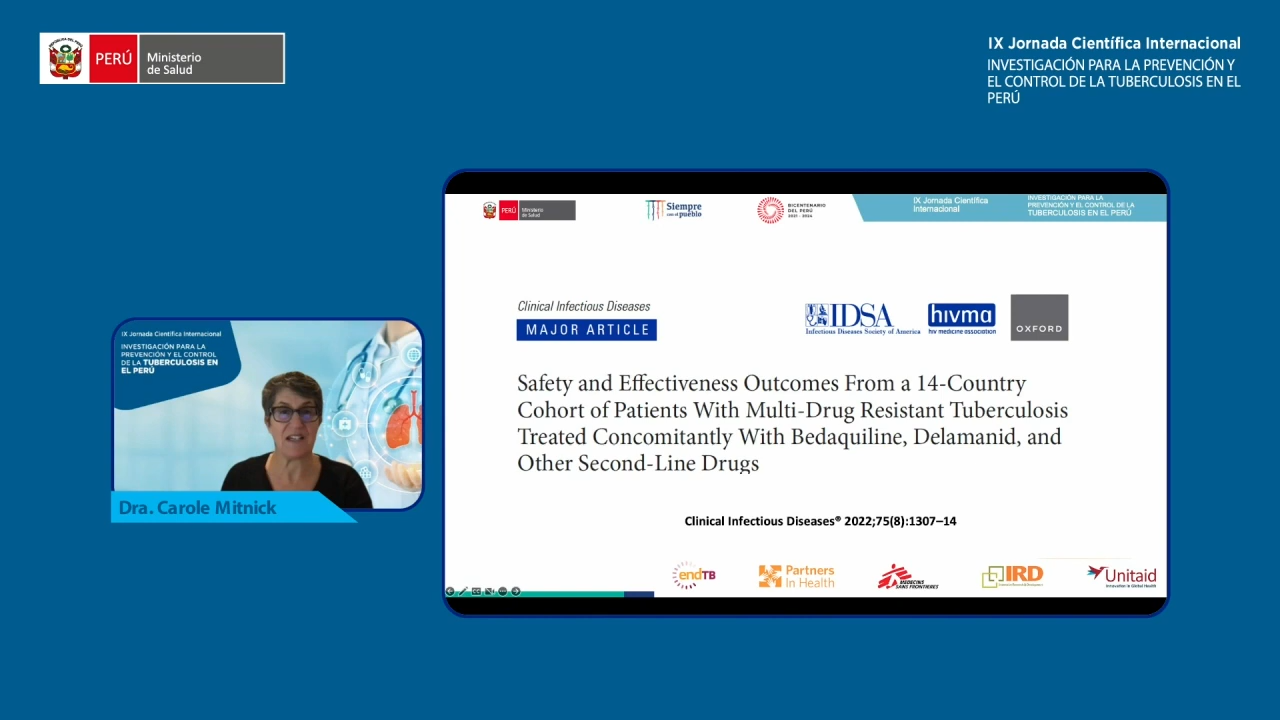 PERÚ
Ministerio
de Salud
IX Jornada Científica Internacional
INVESTIGACIÓN PARA LA PREVENCIÓN Y
EL CONTROL DE LA TUBERCULOSIS EN EL
PERÚ
PERÚ
Ministerio
de Salud
Siempre
con el pueblo
BICENTENARIO
DEL PERÚ
2021 - 2024
IX Jornada Científica
Internacional
INVESTIGACIÓN PARA LA
PREVENCIÓN Y EL CONTROL DE LA
TUBERCULOSIS EN EL PERÚ
Clinical Infectious Diseases
MAJOR ARTICLE
IDSA
Infectious Diseases Society of America
hivma
hiv medicine association
OXFORD
Safety and Effectiveness Outcomes From a 14-Country
Cohort of Patients With Multi-Drug Resistant Tuberculosis
Treated Concomitantly With Bedaquiline, Delamanid, and
Other Second-Line Drugs
Clinical Infectious Diseases® 2022;75(8):1307–14
endTB
Partners
In Health
MEDECINS
SANS FRONTIERES
IRD
Unitaid
Innovation in Global Health
IX Jornada Científica Internacional
INVESTIGACIÓN PARA LA
PREVENCIÓN Y EL CONTROL
DE LA TUBERCULOSIS EN
EL PERÚ
Dra. Carole Mitnick